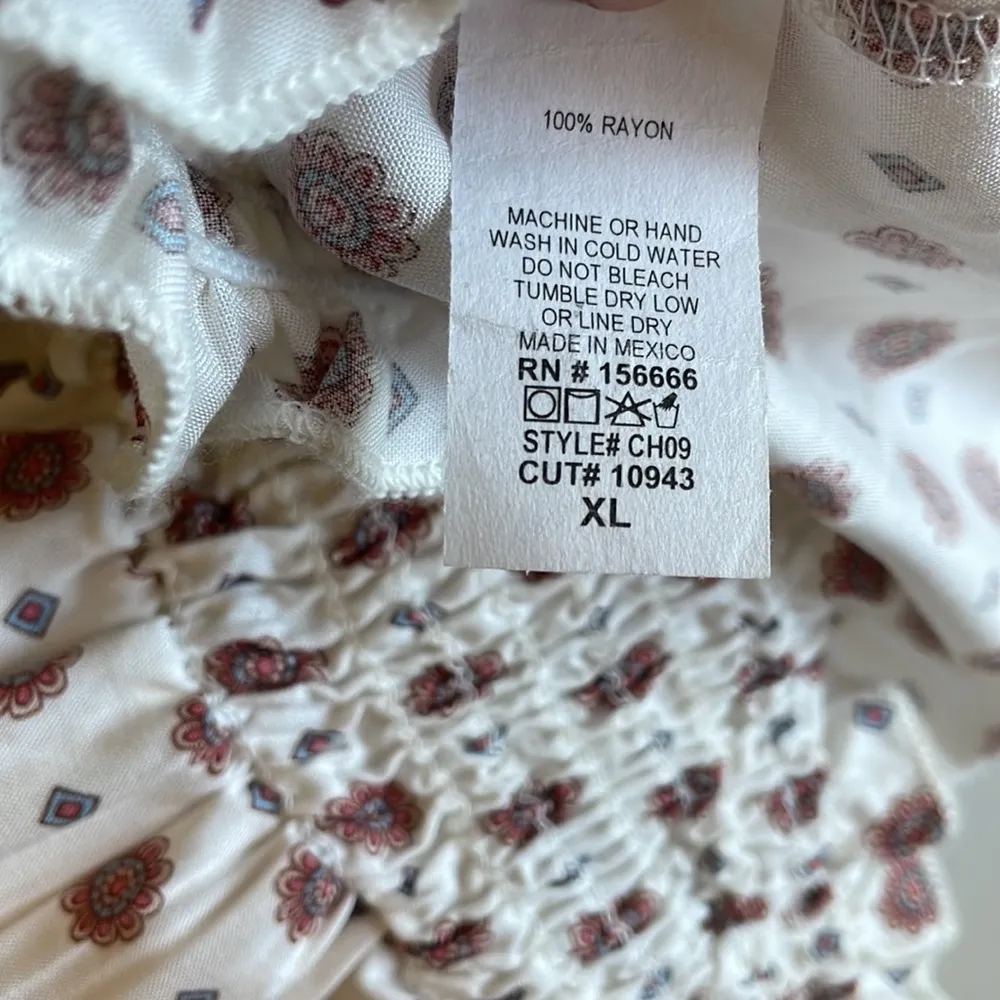 100% RAYON
MACHINE OR HAND
WASH IN COLD WATER
DO NOT BLEACH
TUMBLE DRY LOW
OR LINE DRY
MADE IN MEXICO
RN # 156666
STYLE# CH09
CUT# 10943
XL